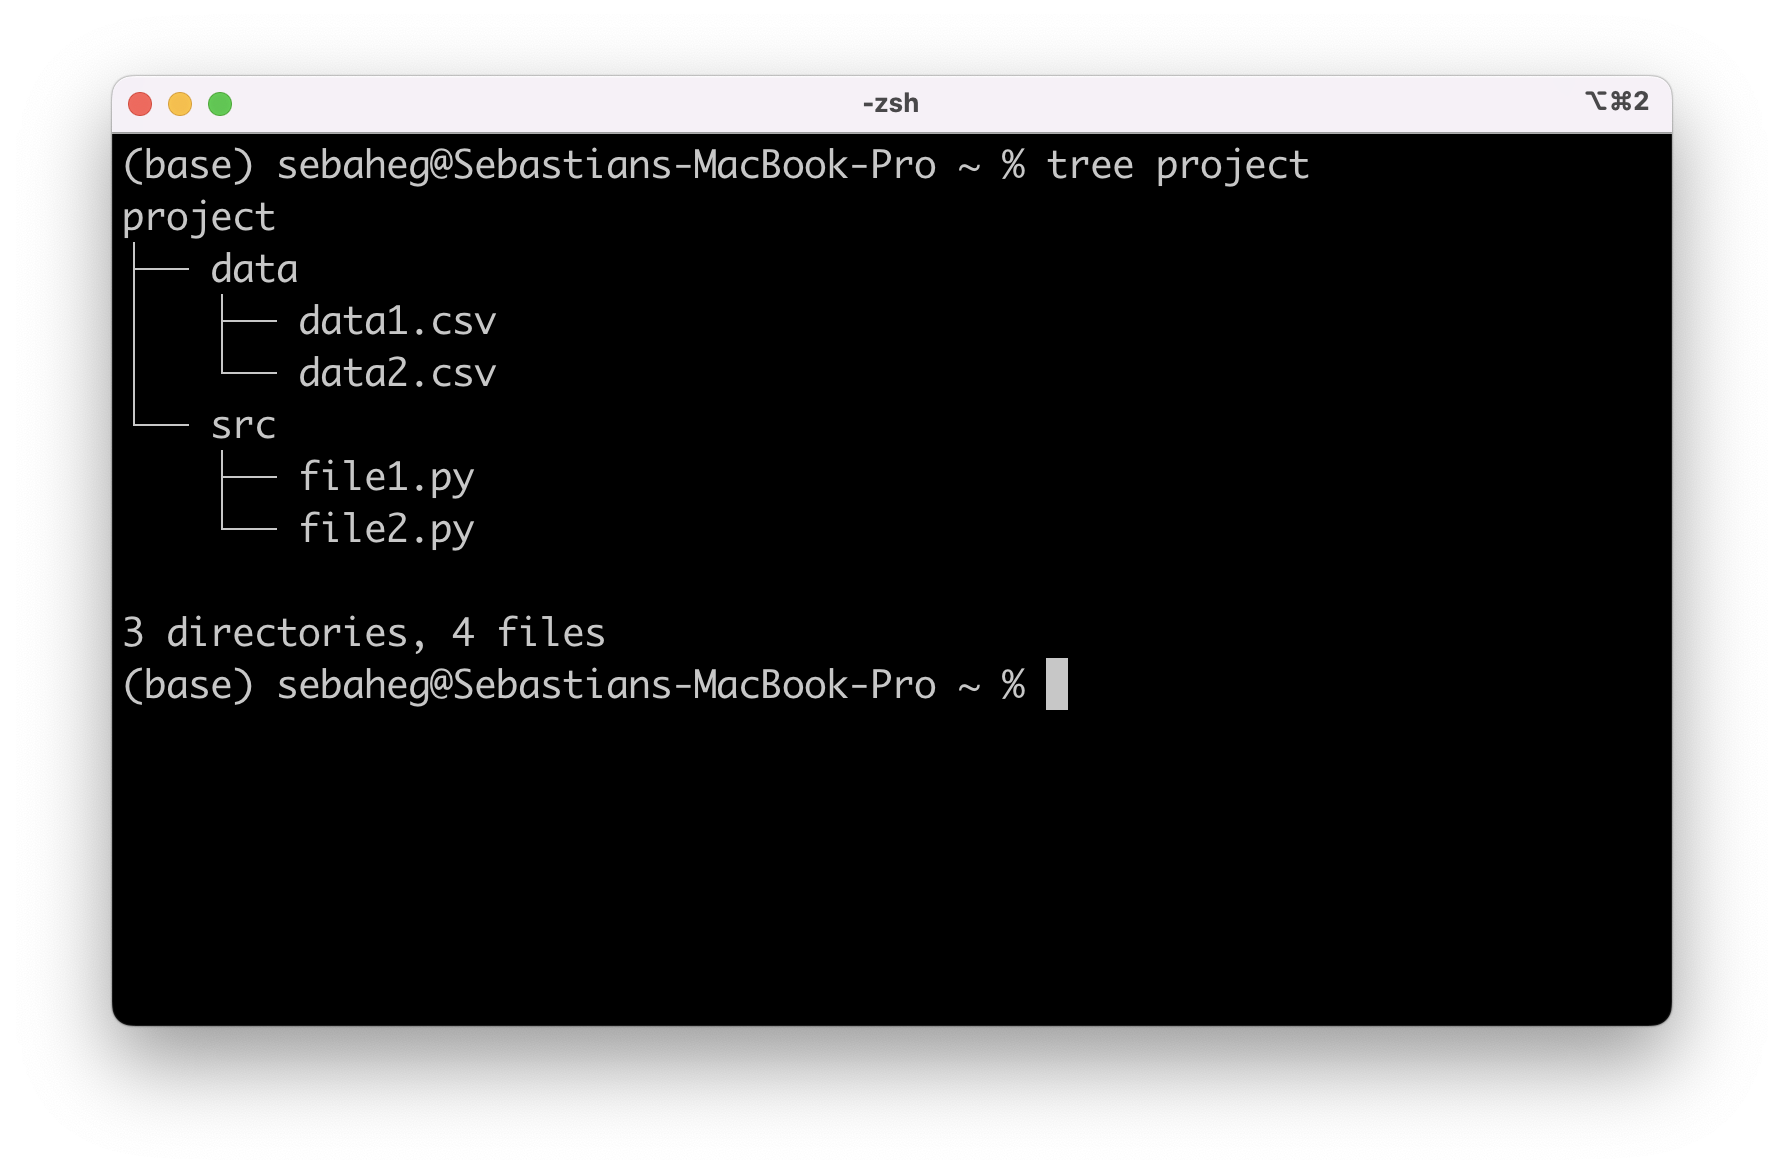 -zsh ⌥⌘2
(base) sebaheg@Sebastians-MacBook-Pro ~ % tree project
project
├── data
│   ├── data1.csv
│   └── data2.csv
└── src
    ├── file1.py
    └── file2.py

3 directories, 4 files
(base) sebaheg@Sebastians-MacBook-Pro ~ %